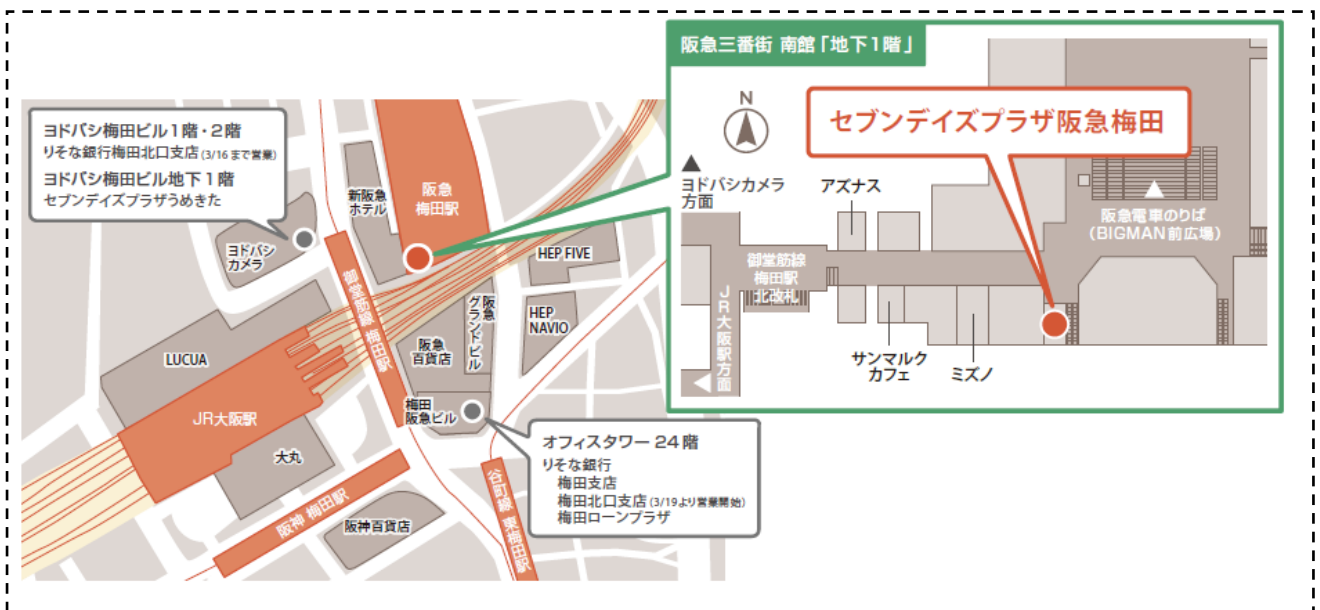 阪急三番街 南館「地下1階」
N
セブンデイズプラザ阪急梅田
ヨドバシカメラ
方面
アズナス
阪急電車のりば
(BIGMAN前広場)
御堂筋線
梅田駅
北改札
JR大阪駅方面
サンマルク
カフェ
ミズノ
ヨドバシ梅田ビル1階・2階
りそな銀行梅田北口支店(3/16まで営業)
ヨドバシ梅田ビル地下1階
セブンデイズプラザうめきた
新阪急
ホテル
阪急
梅田駅
ヨドバシ
カメラ
HEP FIVE
御堂筋線 梅田駅
阪急
グランドビル
HEP
NAVIO
阪急
百貨店
LUCUA
梅田
阪急ビル
JR大阪駅
大丸
オフィスタワー 24階
りそな銀行
梅田支店
梅田北口支店(3/19より営業開始)
梅田ローンプラザ
谷町線 東梅田駅
阪神 梅田駅
阪神百貨店